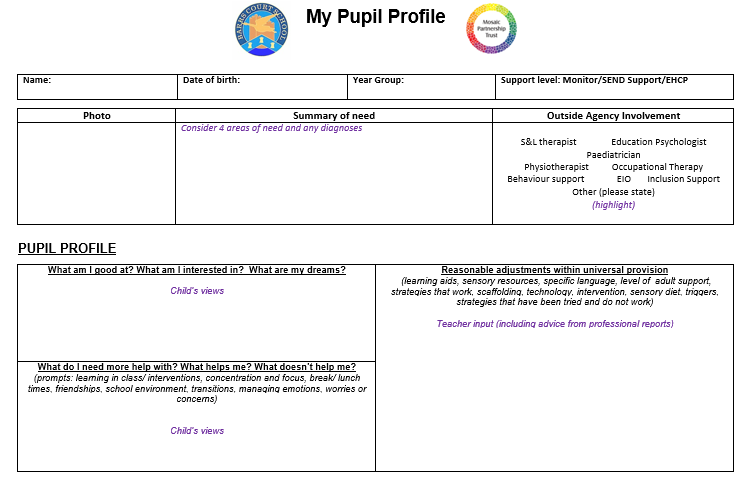 My Pupil Profile
BARRS COURT SCHOOL
Mosaic
Partnership
Trust
Name:
Date of birth:
Year Group:
Support level: Monitor/SEND Support/EHCP
Photo
Summary of need
Outside Agency Involvement
Consider 4 areas of need and any diagnoses
S&L therapist Education Psychologist
Paediatrician
Physiotherapist Occupational Therapy
Behaviour support EIO Inclusion Support
Other (please state)
(highlight)
PUPIL PROFILE
What am I good at? What am I interested in? What are my dreams?
Child's views
What do I need more help with? What helps me? What doesn't help me?
(prompts: learning in class/ interventions, concentration and focus, break/ lunch
times, friendships, school environment, transitions, managing emotions, worries or
concerns)
Child's views
Reasonable adjustments within universal provision
(learning aids, sensory resources, specific language, level of adult support,
strategies that work, scaffolding, technology, intervention, sensory diet, triggers,
strategies that have been tried and do not work)
Teacher input (including advice from professional reports)